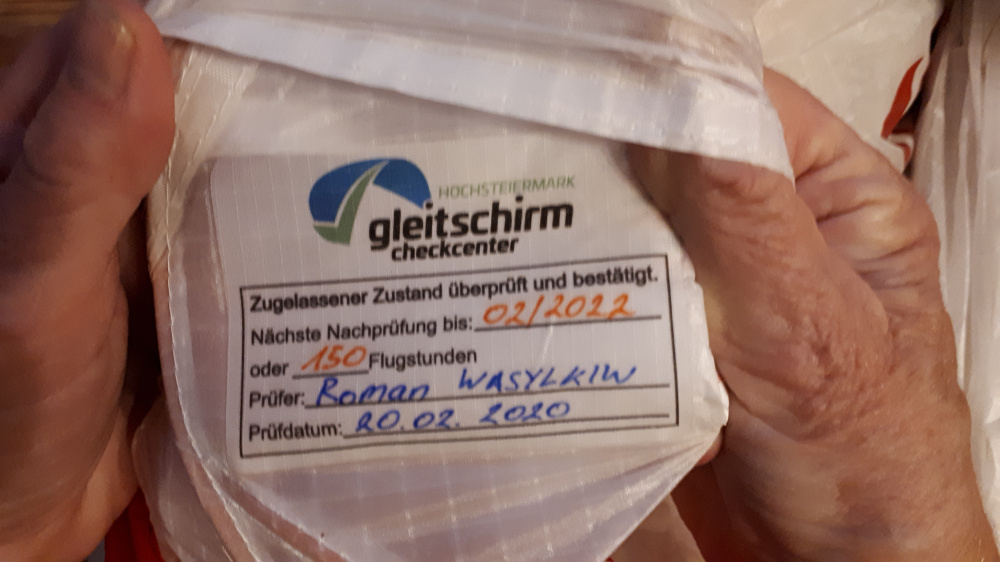 HOCHSTEIERMARK
gleitschirm
checkcenter
Zugelassener Zustand überprüft und bestätigt.
Nächste Nachprüfung bis: 02/2022
oder 150 Flugstunden
Prüfer: Roman WASYLKIW
Prüfdatum: 20.02.2020